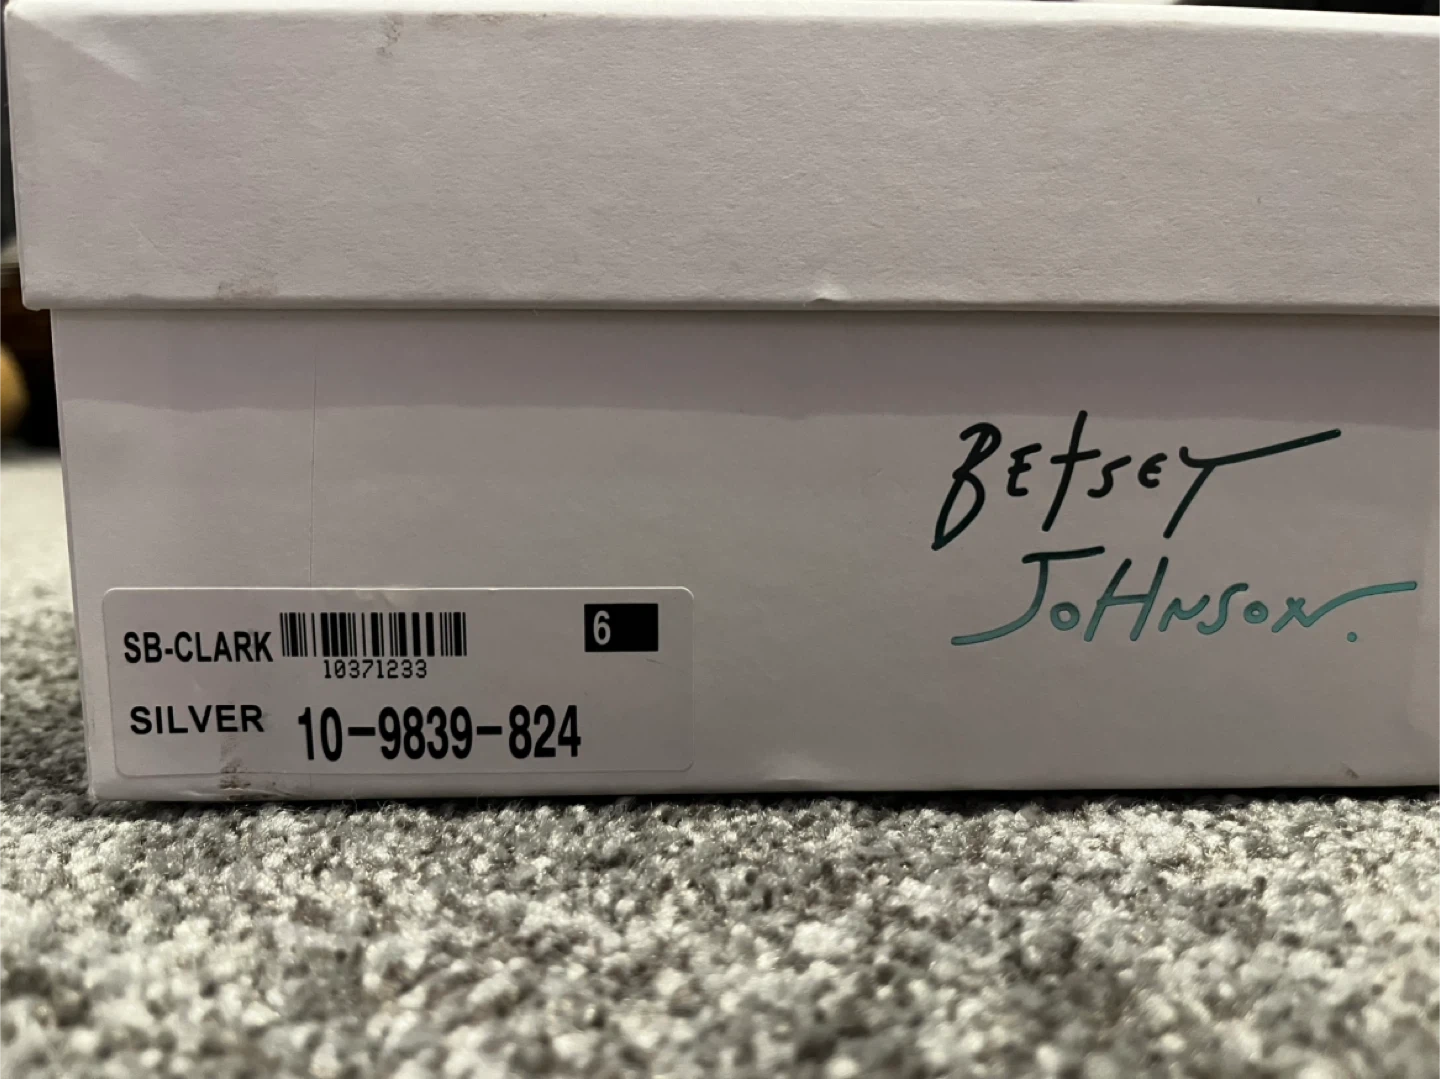 BETSEY
JOHNSON.
SB-CLARK
10371233
6
SILVER 10-9839-824